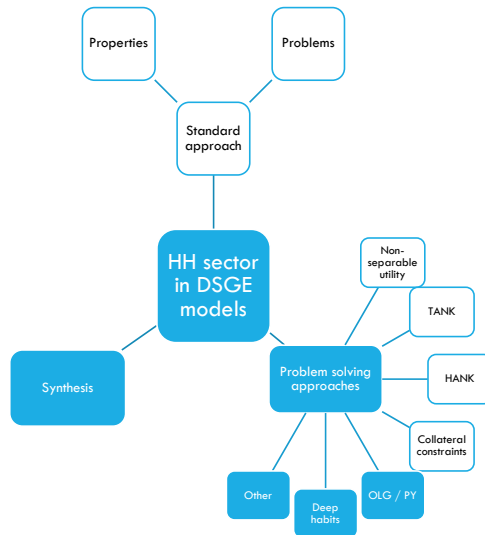 Properties
Problems
Standard
approach
HH sector
in DSGE
models
Non-
separable
utility
TANK
Synthesis
Problem solving
approaches
HANK
Collateral
constraints
Other
Deep
habits
OLG / PY